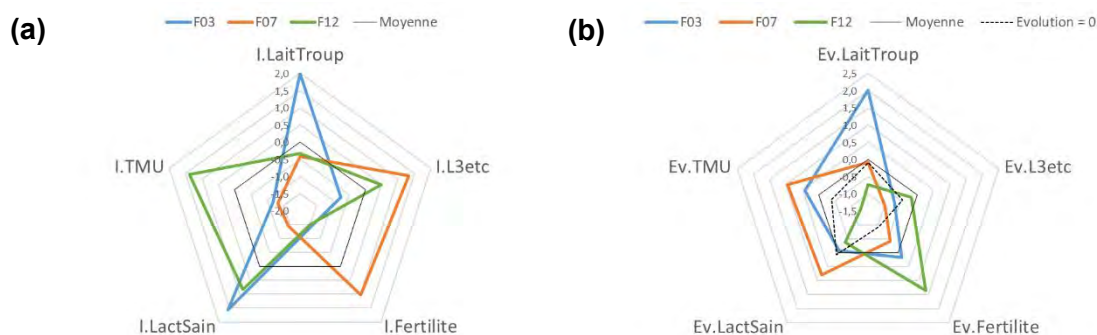 (a)
F03 F07 F12 Moyenne
I.LaitTroup
2,0
1,5
1,0
0,5
0,0
-0,5
-1,0
-1,5
-2,0
I.TMU
I.L3etc
I.LactSain
I.Fertilite
(b)
F03 F07 F12 Moyenne Evolution = 0
Ev.LaitTroup
2,5
2,0
1,5
1,0
0,5
0,0
-0,5
-1,0
-1,5
Ev.TMU
Ev.L3etc
Ev.LactSain
Ev.Fertilite